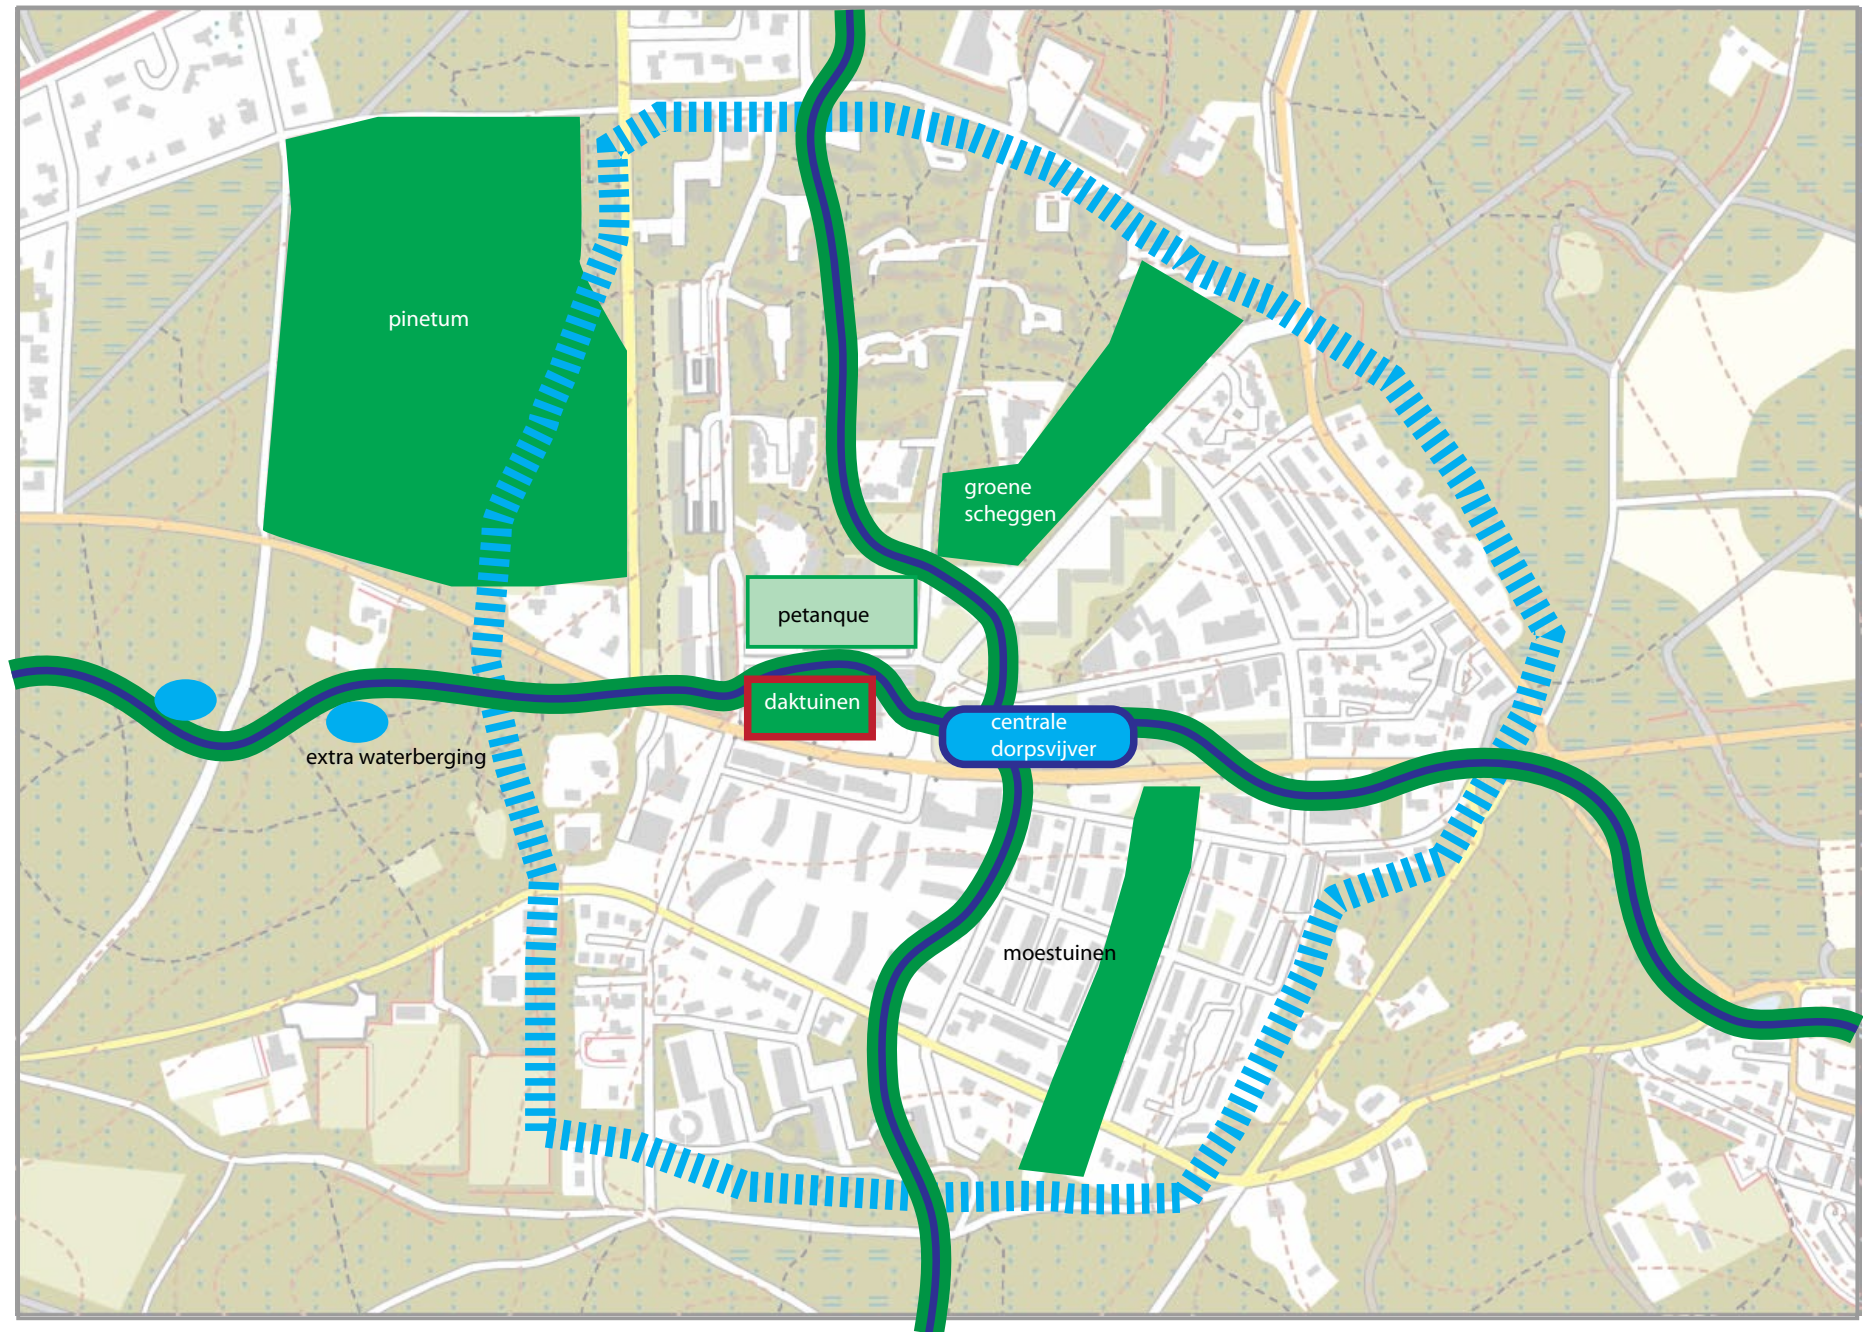 pinetum
groene
scheggen
petanque
daktuinen
centrale
dorpsvijver
extra waterberging
moestuinen